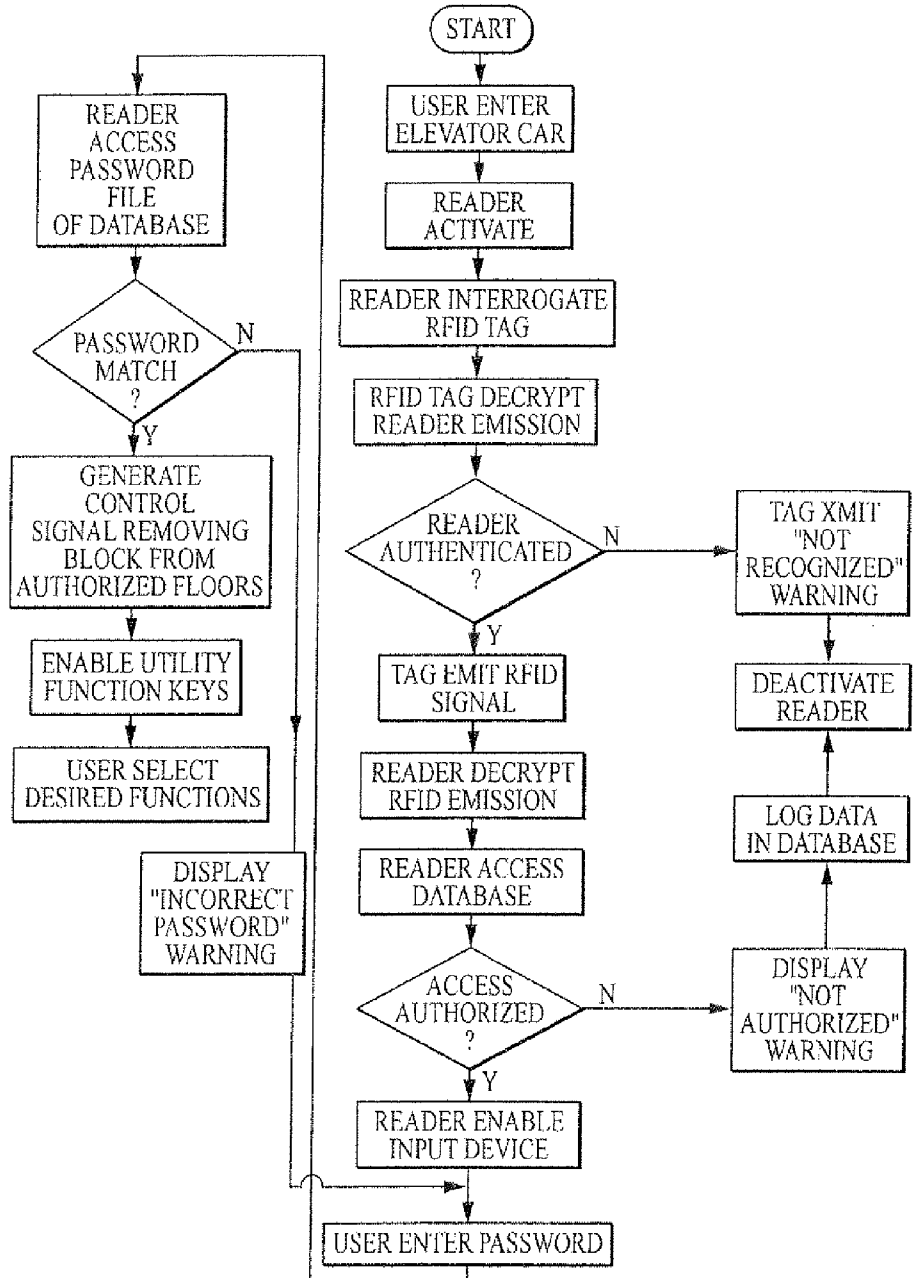 START
USER ENTER
ELEVATOR CAR
READER
ACTIVATE
READER INTERROGATE
RFID TAG
RFID TAG DECRYPT
READER EMISSION
READER
AUTHENTICATED
?
N
Y
TAG XMIT
"NOT
RECOGNIZED"
WARNING
DEACTIVATE
READER
TAG EMIT RFID
SIGNAL
READER DECRYPT
RFID EMISSION
READER ACCESS
DATABASE
ACCESS
AUTHORIZED
?
N
Y
DISPLAY
"NOT
AUTHORIZED"
WARNING
LOG DATA
IN DATABASE
READER ENABLE
INPUT DEVICE
USER ENTER PASSWORD
READER
ACCESS
PASSWORD
FILE
OF DATABASE
PASSWORD
MATCH
?
N
Y
GENERATE
CONTROL
SIGNAL REMOVING
BLOCK FROM
AUTHORIZED FLOORS
ENABLE UTILITY
FUNCTION KEYS
USER SELECT
DESIRED FUNCTIONS
DISPLAY
"INCORRECT
PASSWORD"
WARNING